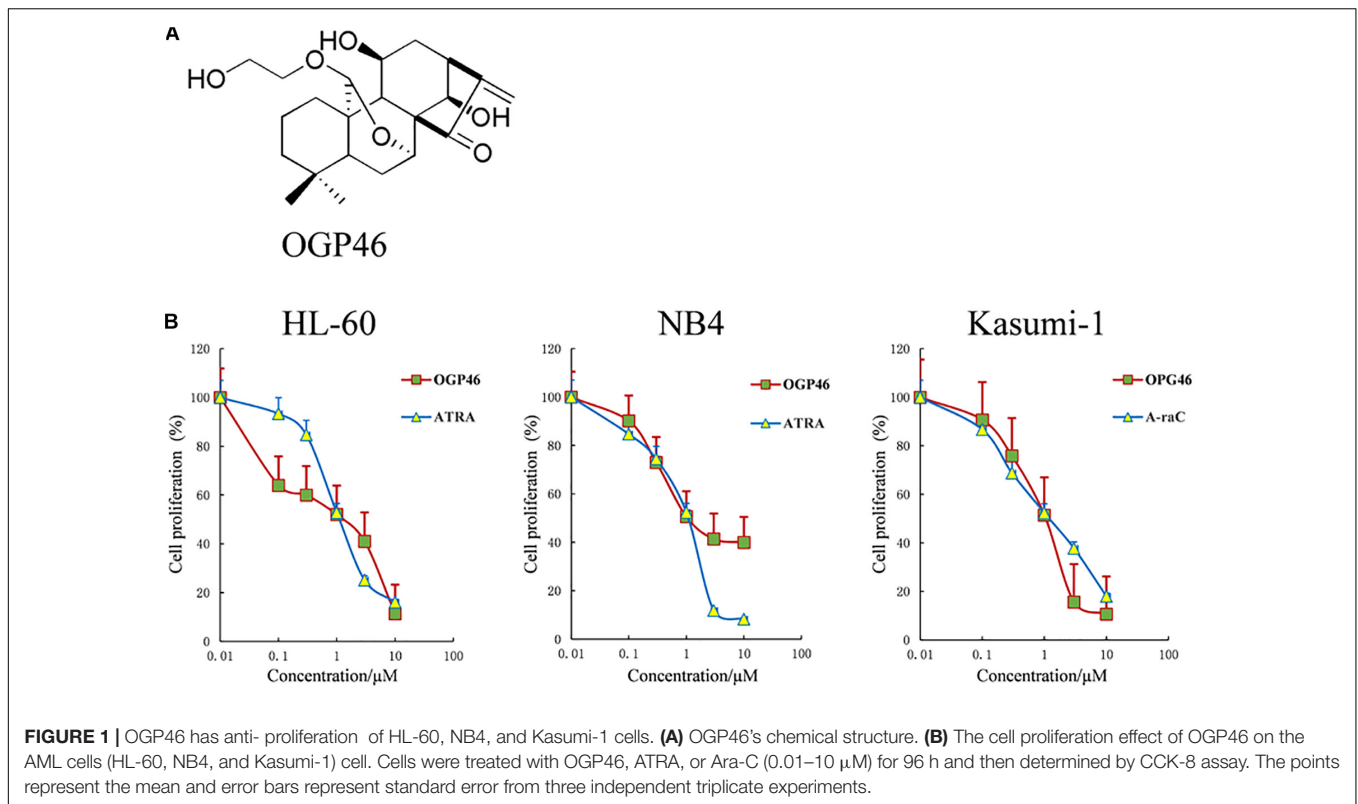 A
HO
O
HO
OH
O
O
OGP46
B
HL-60
NB4
Kasumi-1
Cell proliferation (%)
120
100
80
60
40
20
0
0.01
0.1
1
10
100
Concentration/μM
OGP46
ATRA
Cell proliferation (%)
120
100
80
60
40
20
0
0.01
0.1
1
10
100
Concentration/μM
OGP46
ATRA
Cell proliferation (%)
120
100
80
60
40
20
0
0.01
0.1
1
10
100
Concentration/μM
OPG46
A-raC
FIGURE 1 | OGP46 has anti- proliferation of HL-60, NB4, and Kasumi-1 cells. (A) OGP46's chemical structure. (B) The cell proliferation effect of OGP46 on the
AML cells (HL-60, NB4, and Kasumi-1) cell. Cells were treated with OGP46, ATRA, or Ara-C (0.01–10 μM) for 96 h and then determined by CCK-8 assay. The points
represent the mean and error bars represent standard error from three independent triplicate experiments.